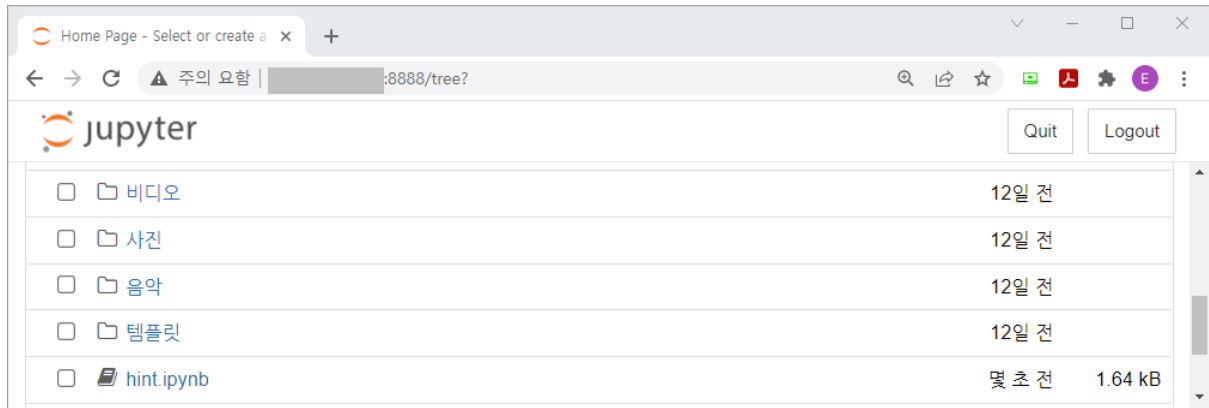 Home Page - Select or create a
주의 요함 | :8888/tree?
E
jupyter
Quit Logout
비디오 12일 전
사진 12일 전
음악 12일 전
템플릿 12일 전
hint.ipynb 몇 초 전 1.64 kB